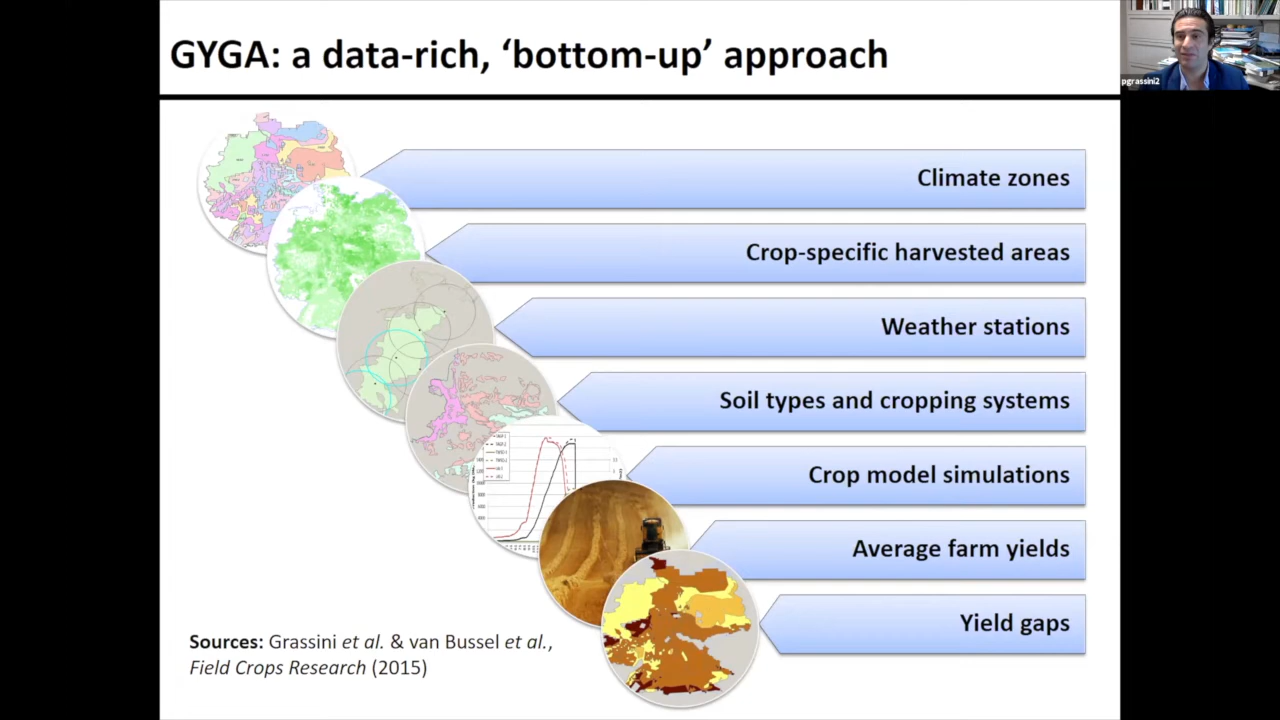 GYGA: a data-rich, ‘bottom-up’ approach
pgrassini2
Climate zones
Crop-specific harvested areas
Weather stations
Soil types and cropping systems
Crop model simulations
Average farm yields
Yield gaps
Sources: Grassini et al. & van Bussel et al.,
Field Crops Research (2015)